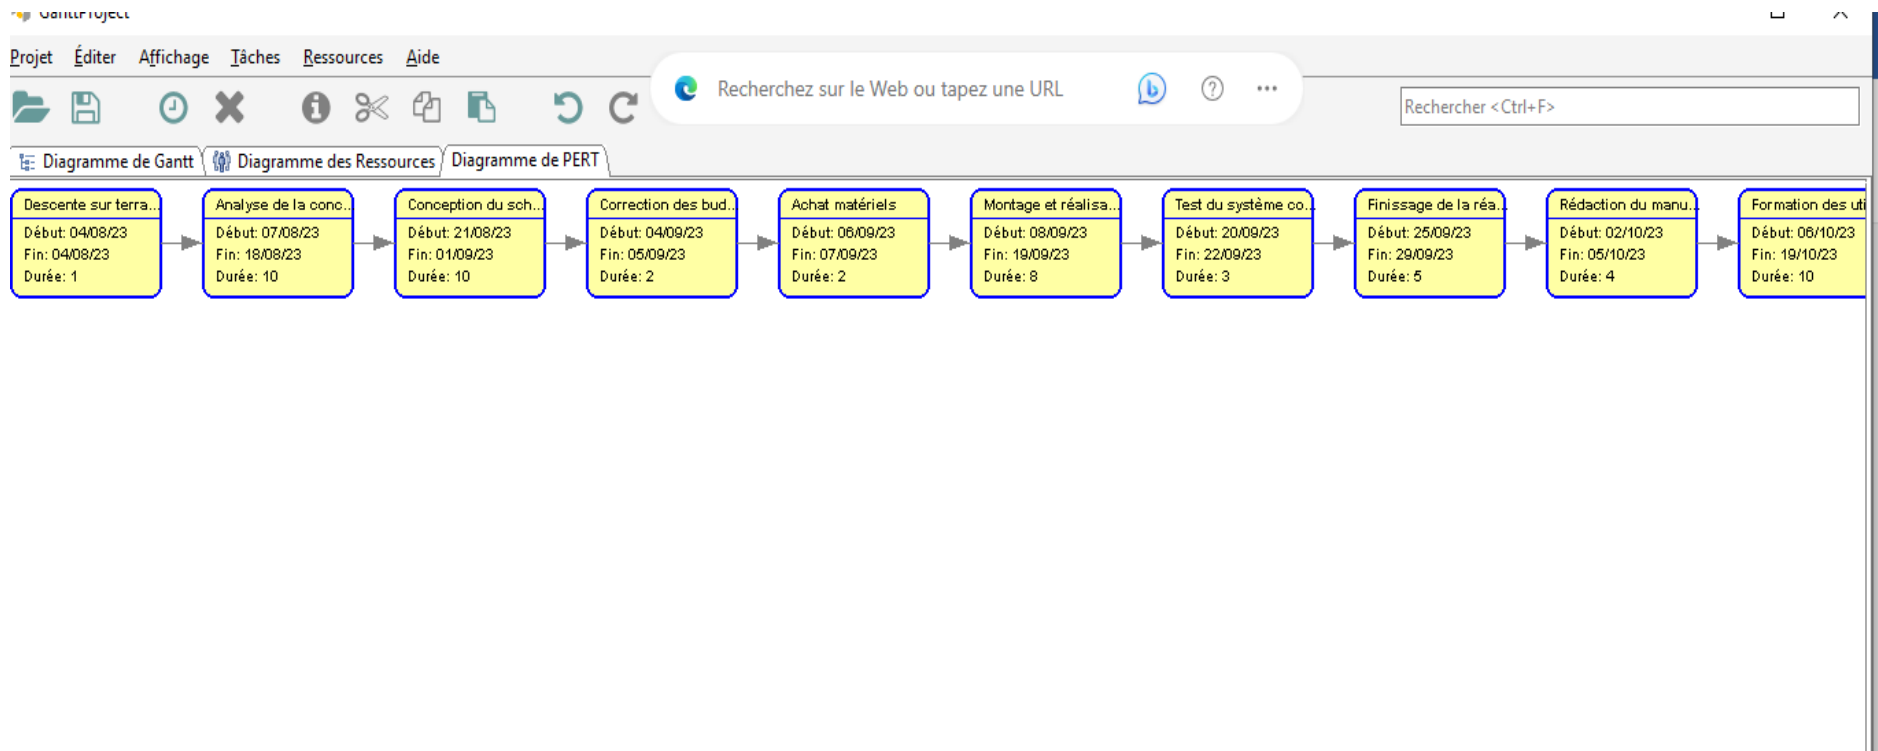 GanttProject
Projet Éditer Affichage Tâches Ressources Aide
Recherchez sur le Web ou tapez une URL
Rechercher <Ctrl+F>
Diagramme de Gantt Diagramme des Ressources Diagramme de PERT
Descente sur terra...
Début: 04/08/23
Fin: 04/08/23
Durée: 1
Analyse de la conc...
Début: 07/08/23
Fin: 18/08/23
Durée: 10
Conception du sch...
Début: 21/08/23
Fin: 01/09/23
Durée: 10
Correction des bud...
Début: 04/09/23
Fin: 05/09/23
Durée: 2
Achat matériels
Début: 06/09/23
Fin: 07/09/23
Durée: 2
Montage et réalisa...
Début: 08/09/23
Fin: 19/09/23
Durée: 8
Test du système co...
Début: 20/09/23
Fin: 22/09/23
Durée: 3
Finissage de la réa...
Début: 25/09/23
Fin: 29/09/23
Durée: 5
Rédaction du manu...
Début: 02/10/23
Fin: 05/10/23
Durée: 4
Formation des uti
Début: 06/10/23
Fin: 19/10/23
Durée: 10